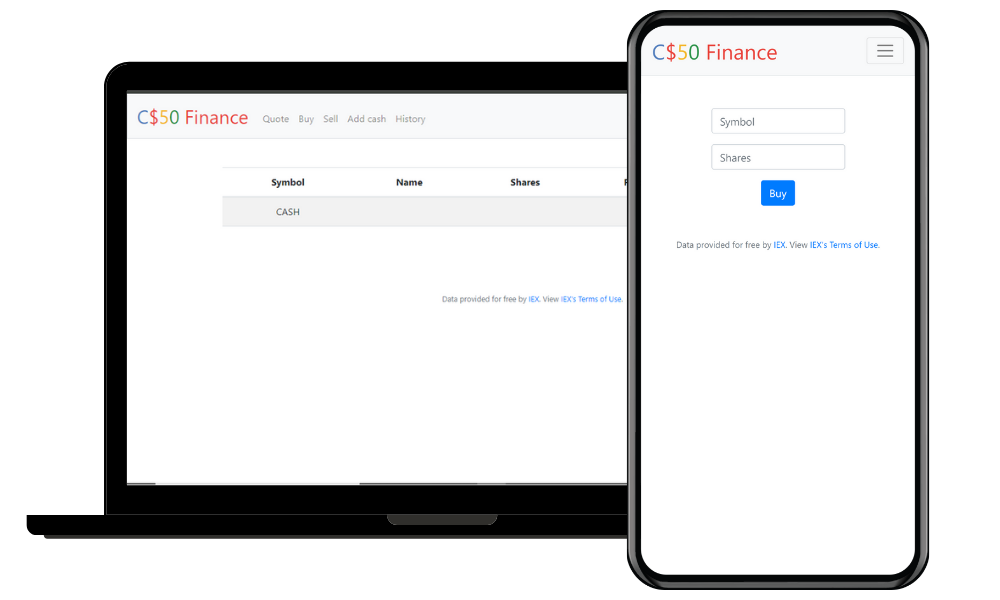 C$50 Finance Quote Buy Sell Add cash History
Symbol Name Shares
CASH
Data provided for free by IEX. View IEX's Terms of Use.
C$50 Finance
Symbol
Shares
Buy
Data provided for free by IEX. View IEX's Terms of Use.